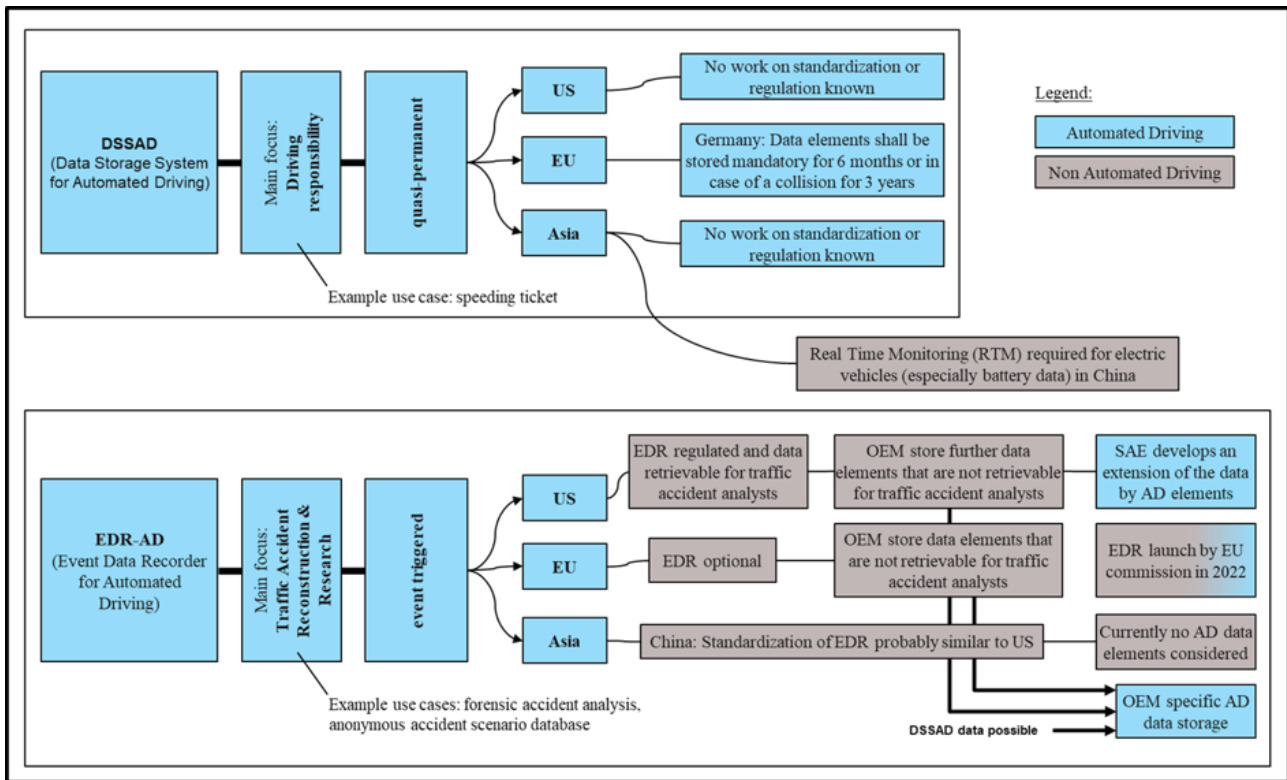 DSSAD
(Data Storage System
for Automated Driving)
Main focus:
Driving
responsibility
quasi-permanent
US
No work on standardization or
regulation known
EU
Germany: Data elements shall be
stored mandatory for 6 months or in
case of a collision for 3 years
Asia
No work on standardization or
regulation known
Example use case: speeding ticket
Legend:
Automated Driving
Non Automated Driving
Real Time Monitoring (RTM) required for electric
vehicles (especially battery data) in China
EDR-AD
(Event Data Recorder
for Automated
Driving)
Main focus:
Traffic Accident
Reconstruction &
Research
event triggered
US
EDR regulated and data
retrievable for traffic
accident analysts
OEM store further data
elements that are not retrievable
for traffic accident analysts
SAE develops an
extension of the data
by AD elements
EU
EDR optional
OEM store data elements that
are not retrievable for traffic
accident analysts
EDR launch by EU
commission in 2022
Asia
China: Standardization of EDR probably similar to US
Currently no AD data
elements considered
Example use cases: forensic accident analysis,
anonymous accident scenario database
OEM specific AD
data storage
DSSAD data possible